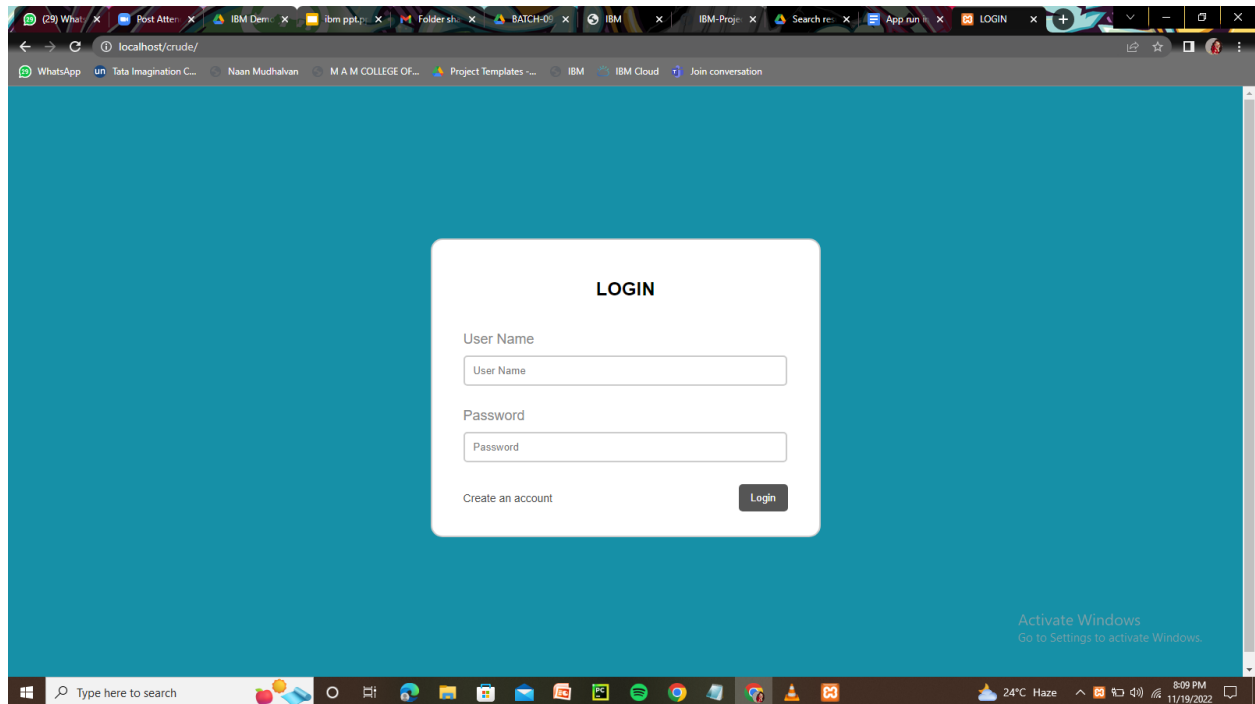 (29) What Post Atten IBM Demo ibm ppt.p Folder sha BATCH-09 IBM IBM-Proje Search res App run i LOGIN
localhost/crude/
WhatsApp Tata Imagination C... Naan Mudhalvan M A M COLLEGE OF... Project Templates -... IBM IBM Cloud Join conversation
LOGIN
User Name
User Name
Password
Password
Create an account Login
Activate Windows
Go to Settings to activate Windows.
Type here to search 24°C Haze 8:09 PM
11/19/2022